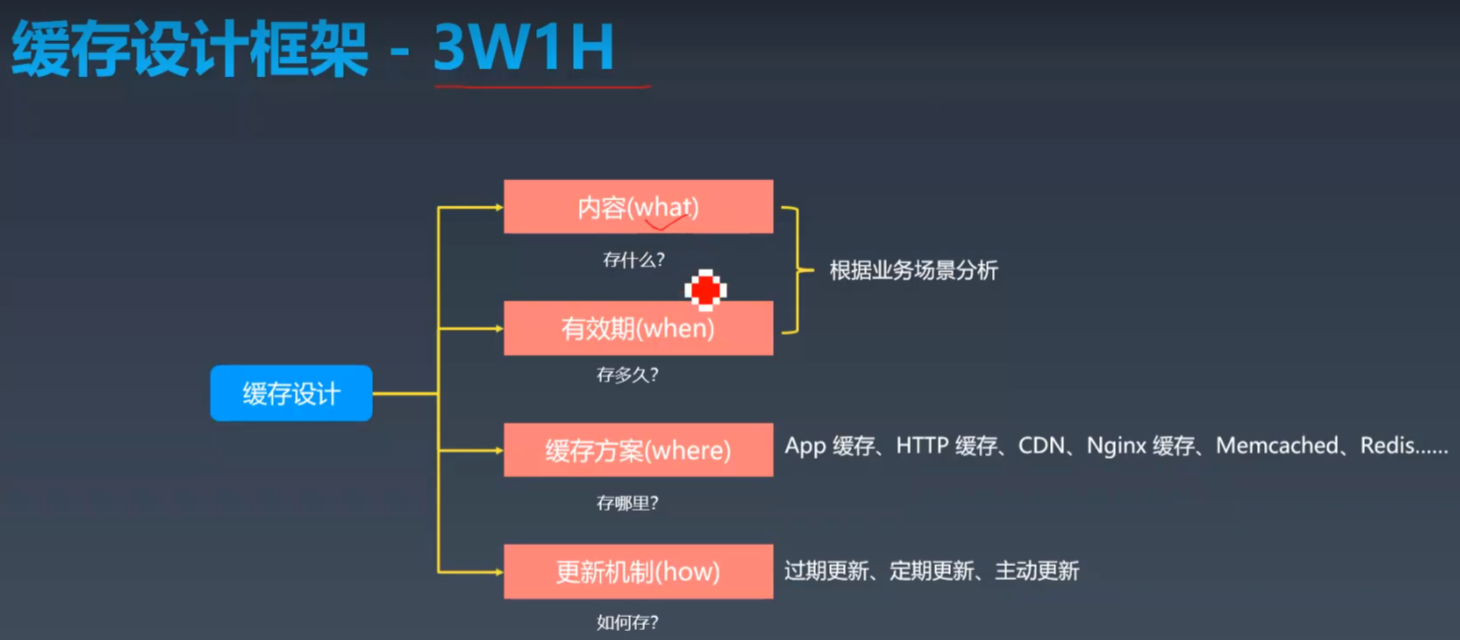 缓存设计框架 - 3W1H
内容(what)
存什么?
根据业务场景分析
有效期(when)
存多久?
缓存设计
缓存方案(where)
App 缓存、HTTP 缓存、CDN、Nginx 缓存、Memcached、Redis......
存哪里?
更新机制(how)
过期更新、定期更新、主动更新
如何存?